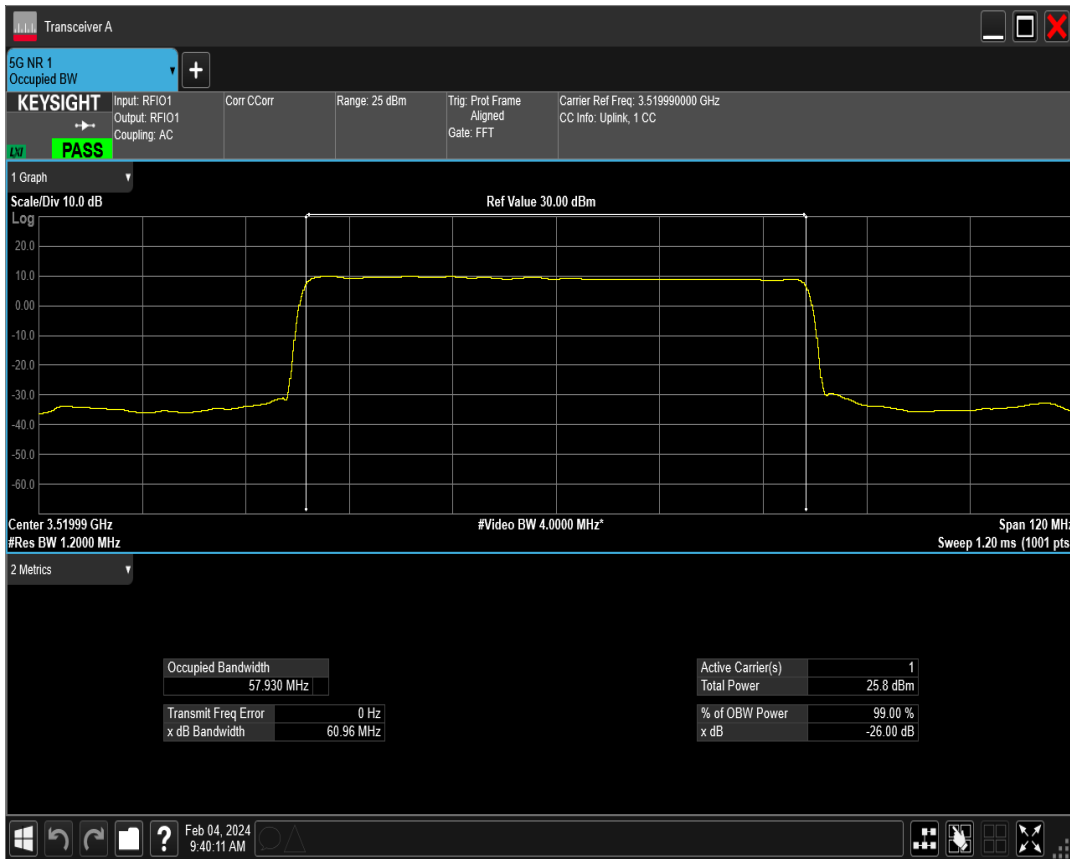 Transceiver A
5G NR 1
Occupied BW
KEYSIGHT
LXI
PASS
Input: RFIO1
Output: RFIO1
Coupling: AC
Corr CCorr
Range: 25 dBm
Trig: Prot Frame
Aligned
Gate: FFT
Carrier Ref Freq: 3.519990000 GHz
CC Info: Uplink, 1 CC
1 Graph
Scale/Div 10.0 dB
Ref Value 30.00 dBm
Log
20.0
10.0
0.00
-10.0
-20.0
-30.0
-40.0
-50.0
-60.0
Center 3.51999 GHz
#Video BW 4.0000 MHz*
Span 120 MHz
#Res BW 1.2000 MHz
Sweep 1.20 ms (1001 pts
2 Metrics
Occupied Bandwidth
57.930 MHz
Transmit Freq Error 0 Hz
x dB Bandwidth 60.96 MHz
Active Carrier(s) 1
Total Power 25.8 dBm
% of OBW Power 99.00 %
x dB -26.00 dB
?
Feb 04, 2024
9:40:11 AM